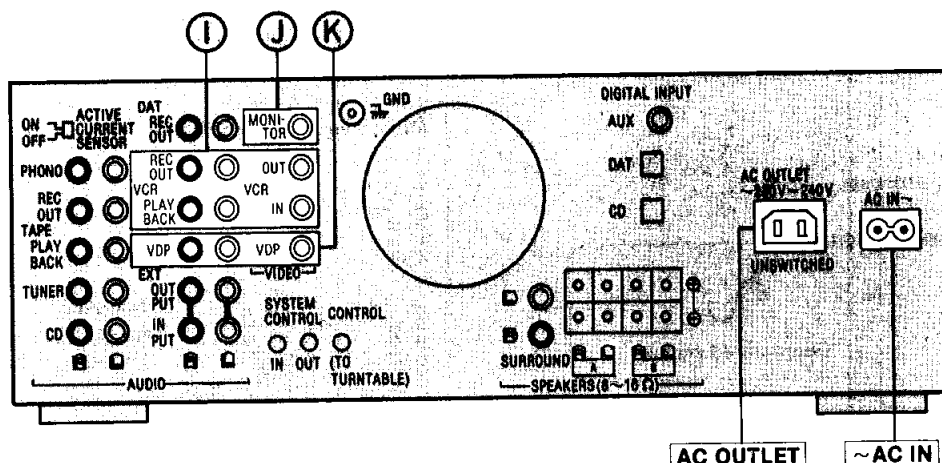 I J K
ON
OFF
ACTIVE
CURRENT
SENSOR
DAT
REC
OUT
MONI-
TOR
GND
DIGITAL INPUT
AUX
DAT
CD
PHONO
REC
OUT
VCR
PLAY
BACK
OUT
VCR
IN
REC
OUT
TAPE
PLAY
BACK
VDP
VDP
VIDEO
TUNER
EXT
OUT
PUT
CD
IN
PUT
R L R L
AUDIO
SYSTEM
CONTROL
IN OUT
CONTROL
(TO
TURNTABLE)
L
R
SURROUND
A B
SPEAKERS (8~16Ω)
AC OUTLET
UNSWITCHED
AC IN~
AC OUTLET
~AC IN